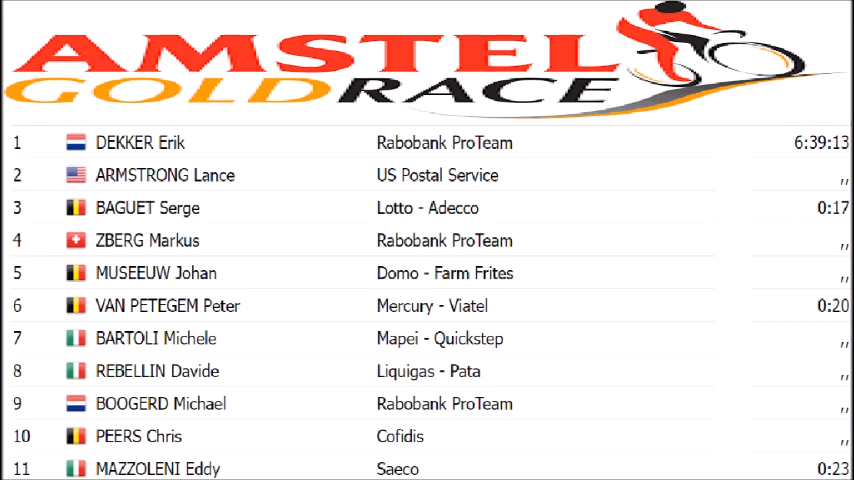 AMSTEL
GOLD RACE
1 DEKKER Erik Rabobank ProTeam 6:39:13
2 ARMSTRONG Lance US Postal Service ,,
3 BAGUET Serge Lotto - Adecco 0:17
4 ZBERG Markus Rabobank ProTeam ,,
5 MUSEEUW Johan Domo - Farm Frites ,,
6 VAN PETEGEM Peter Mercury - Viatel 0:20
7 BARTOLI Michele Mapei - Quickstep ,,
8 REBELLIN Davide Liquigas - Pata ,,
9 BOOGERD Michael Rabobank ProTeam ,,
10 PEERS Chris Cofidis ,,
11 MAZZOLENI Eddy Saeco 0:23